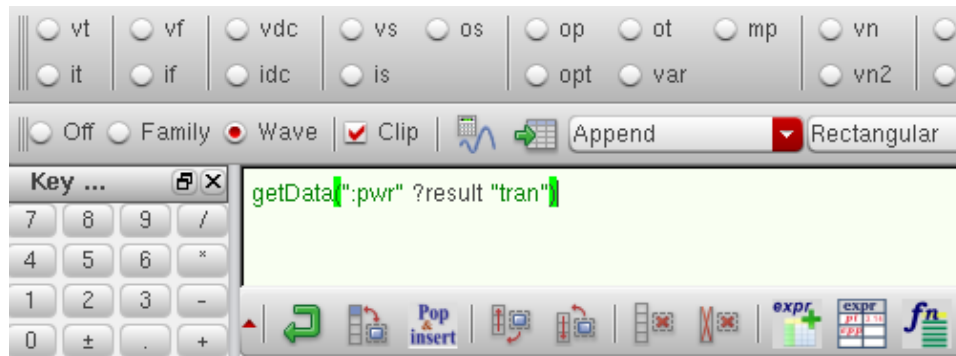 vt vf vdc vs os op ot mp vn
it if idc is opt var vn2
Off Family Wave Clip Append Rectangular
Key ...
getData(":pwr" ?result "tran")
7 8 9 /
4 5 6 *
1 2 3 -
0 ± . +
Pop
&
insert
expr
expr
fn